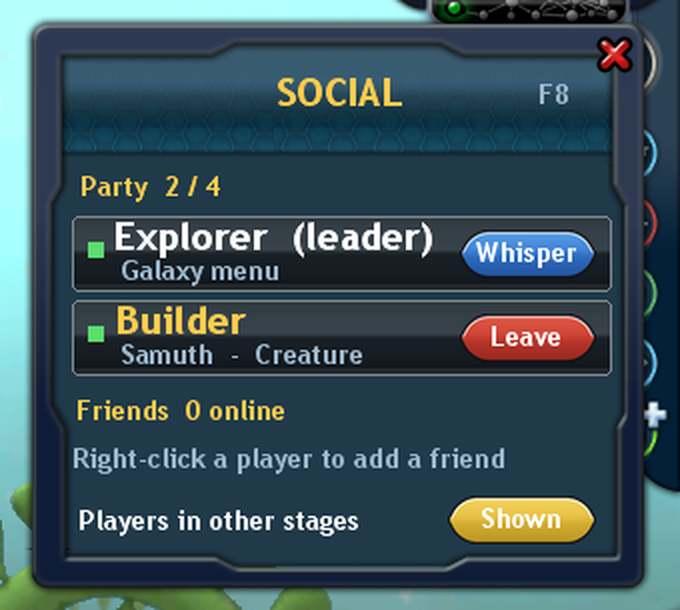 SOCIAL F8
Party 2 / 4
Explorer (leader)
Galaxy menu
Whisper
Builder
Samuth - Creature
Leave
Friends 0 online
Right-click a player to add a friend
Players in other stages
Shown